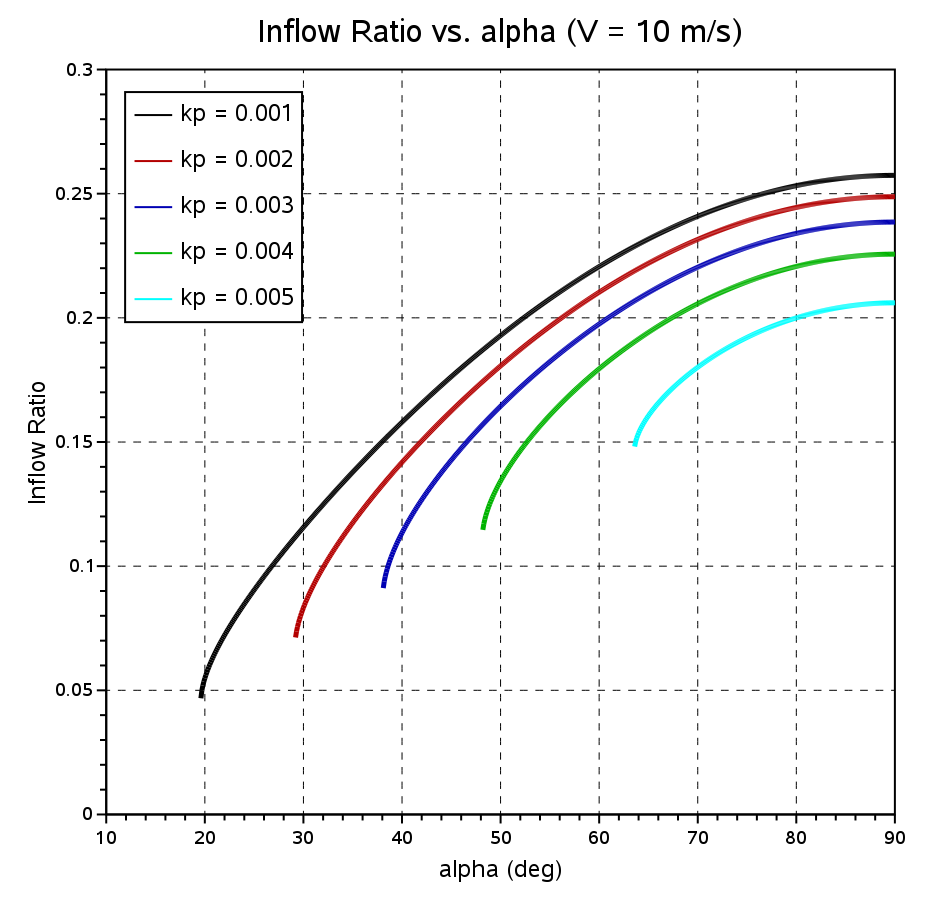 Inflow Ratio vs. alpha (V = 10 m/s)
0.3
kp = 0.001
kp = 0.002
kp = 0.003
kp = 0.004
kp = 0.005
0.25
0.2
Inflow Ratio
0.15
0.1
0.05
0
10 20 30 40 50 60 70 80 90
alpha (deg)